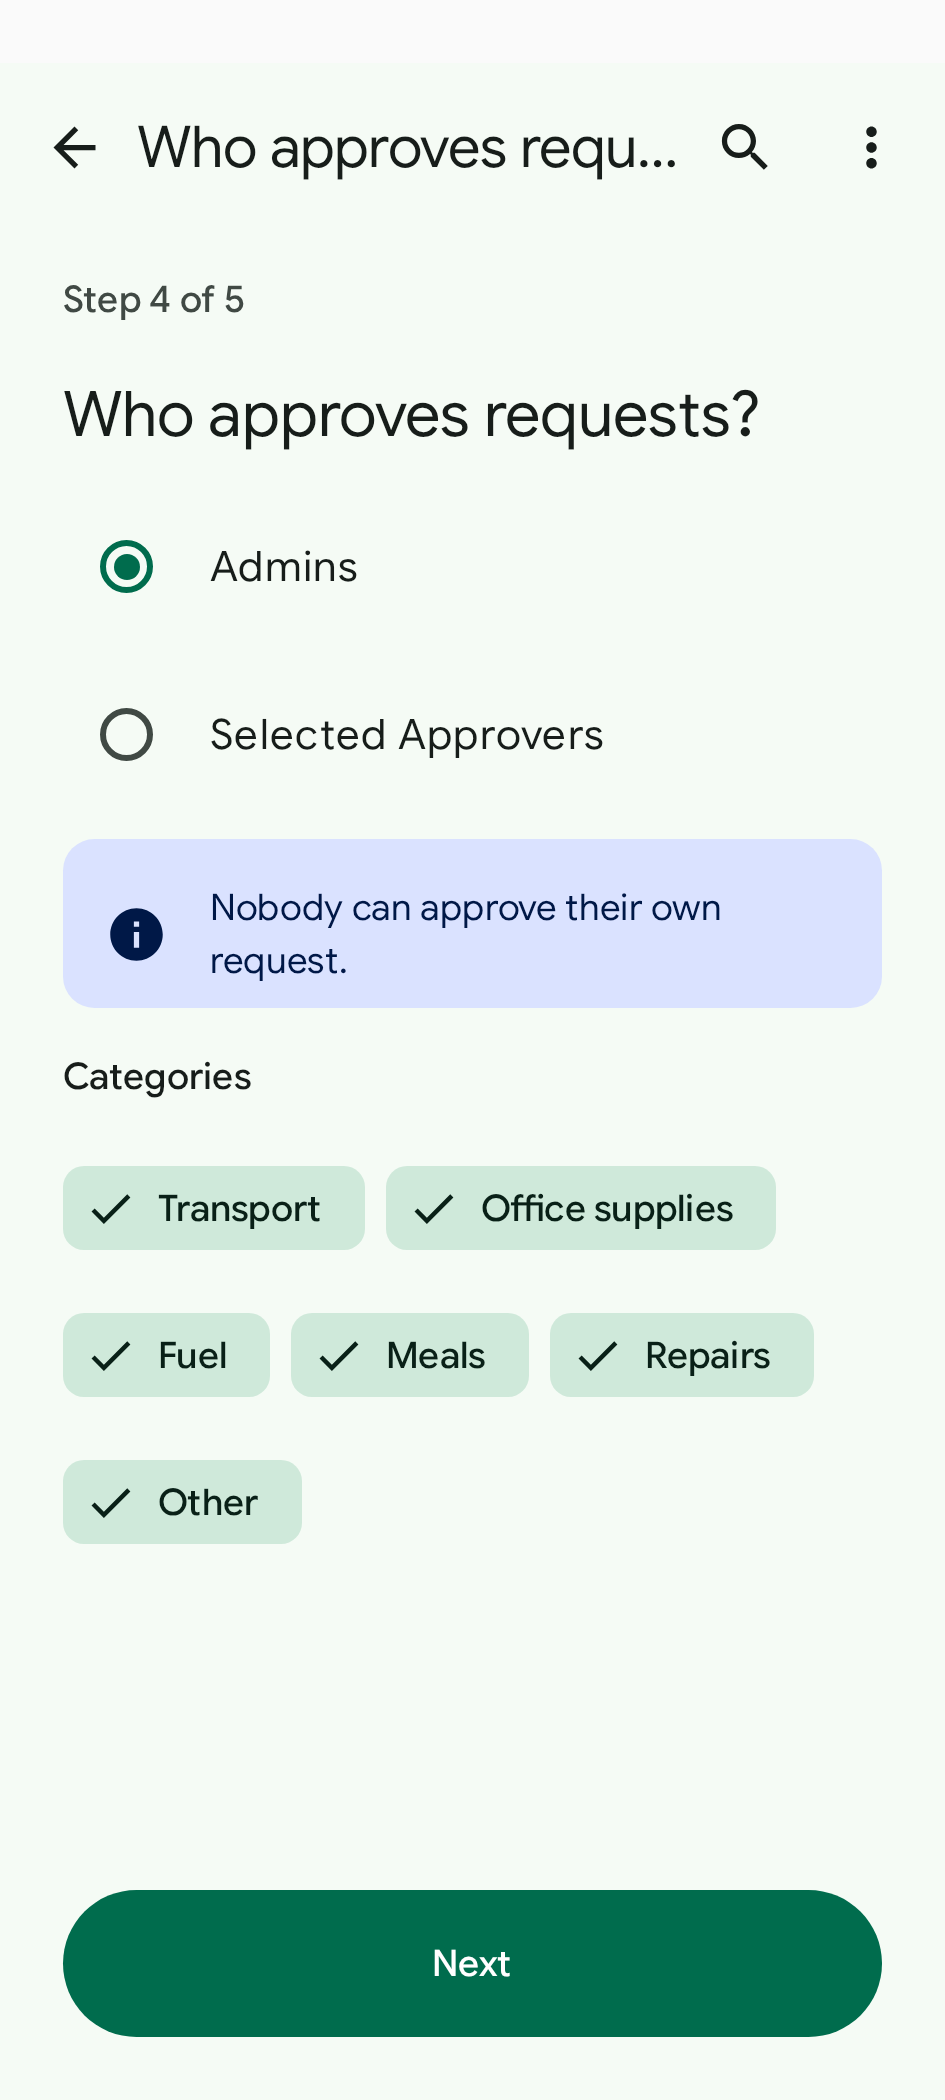 Who approves requ...
Step 4 of 5
Who approves requests?
Admins
Selected Approvers
Nobody can approve their own
request.
Categories
Transport
Office supplies
Fuel
Meals
Repairs
Other
Next